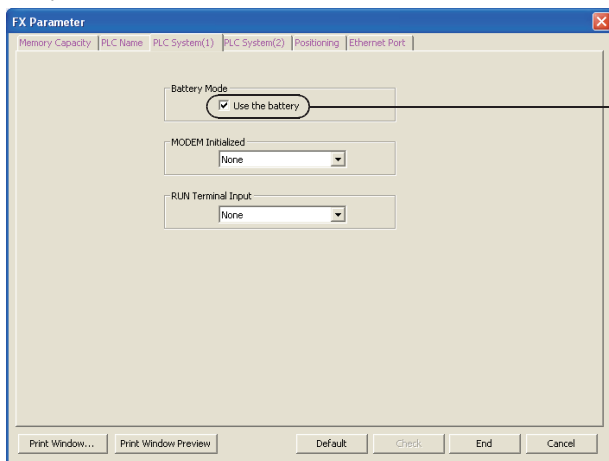 FX Parameter
Memory Capacity PLC Name PLC System(1) PLC System(2) Positioning Ethernet Port
Battery Mode
Use the battery
MODEM Initialized
None
RUN Terminal Input
None
Print Window... Print Window Preview Default Check End Cancel